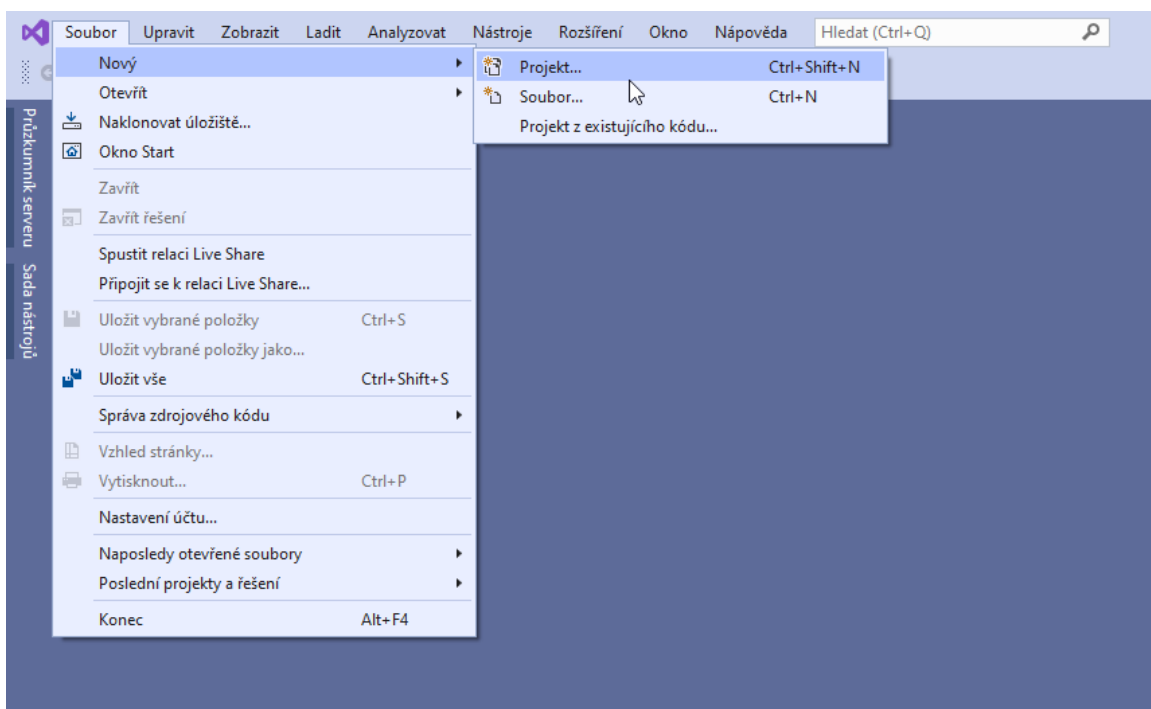 Soubor Upravit Zobrazit Ladit Analyzovat Nástroje Rozšíření Okno Nápověda Hledat (Ctrl+Q)
Nový
Projekt... Ctrl+Shift+N
Otevřít
Soubor... Ctrl+N
Naklonovat úložiště...
Projekt z existujícího kódu...
Okno Start
Zavřít
Zavřít řešení
Spustit relaci Live Share
Připojit se k relaci Live Share...
Uložit vybrané položky Ctrl+S
Uložit vybrané položky jako...
Uložit vše Ctrl+Shift+S
Správa zdrojového kódu
Vzhled stránky...
Vytisknout... Ctrl+P
Nastavení účtu...
Naposledy otevřené soubory
Poslední projekty a řešení
Konec Alt+F4
Průzkumník serveru
Sada nástrojů